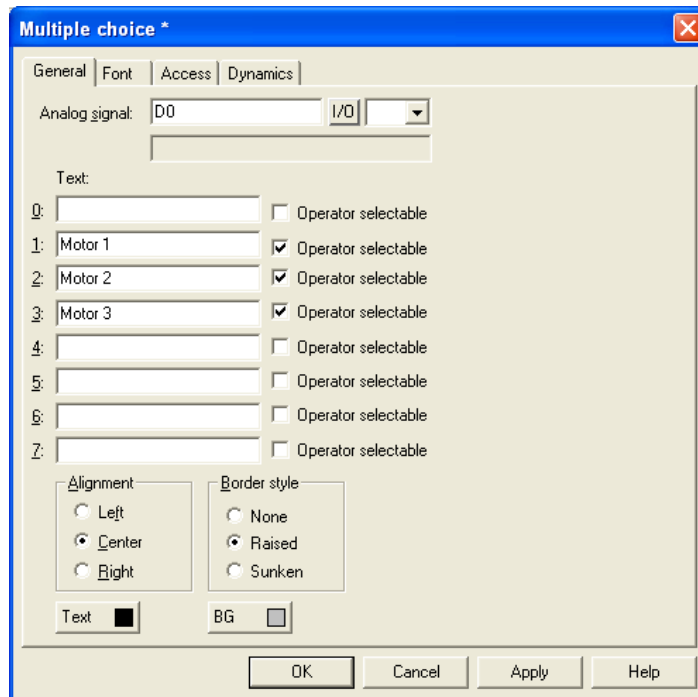 Multiple choice *
General Font Access Dynamics
Analog signal: D0 I/O
Text:
0: Operator selectable
1: Motor 1 Operator selectable
2: Motor 2 Operator selectable
3: Motor 3 Operator selectable
4: Operator selectable
5: Operator selectable
6: Operator selectable
7: Operator selectable
Alignment Border style
Left None
Center Raised
Right Sunken
Text BG
OK Cancel Apply Help